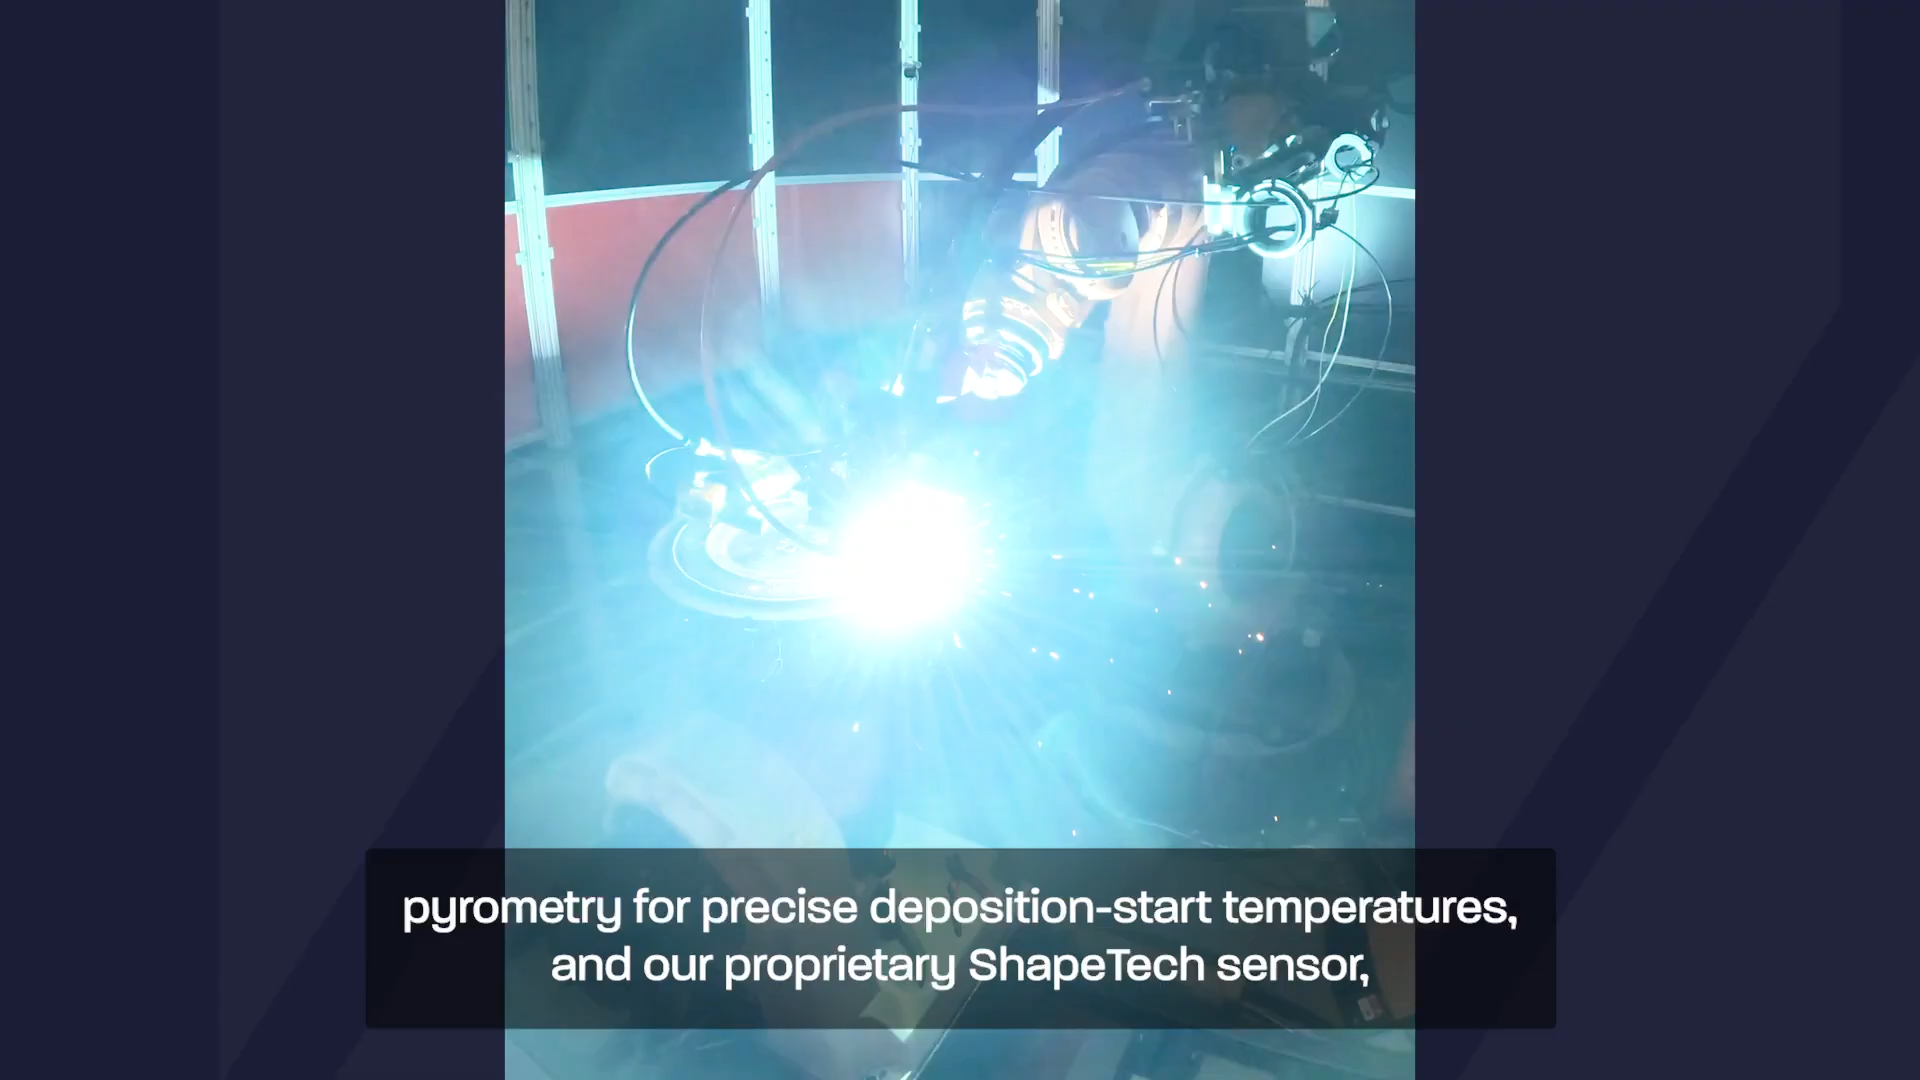 pyrometry for precise deposition-start temperatures,
and our proprietary ShapeTech sensor,